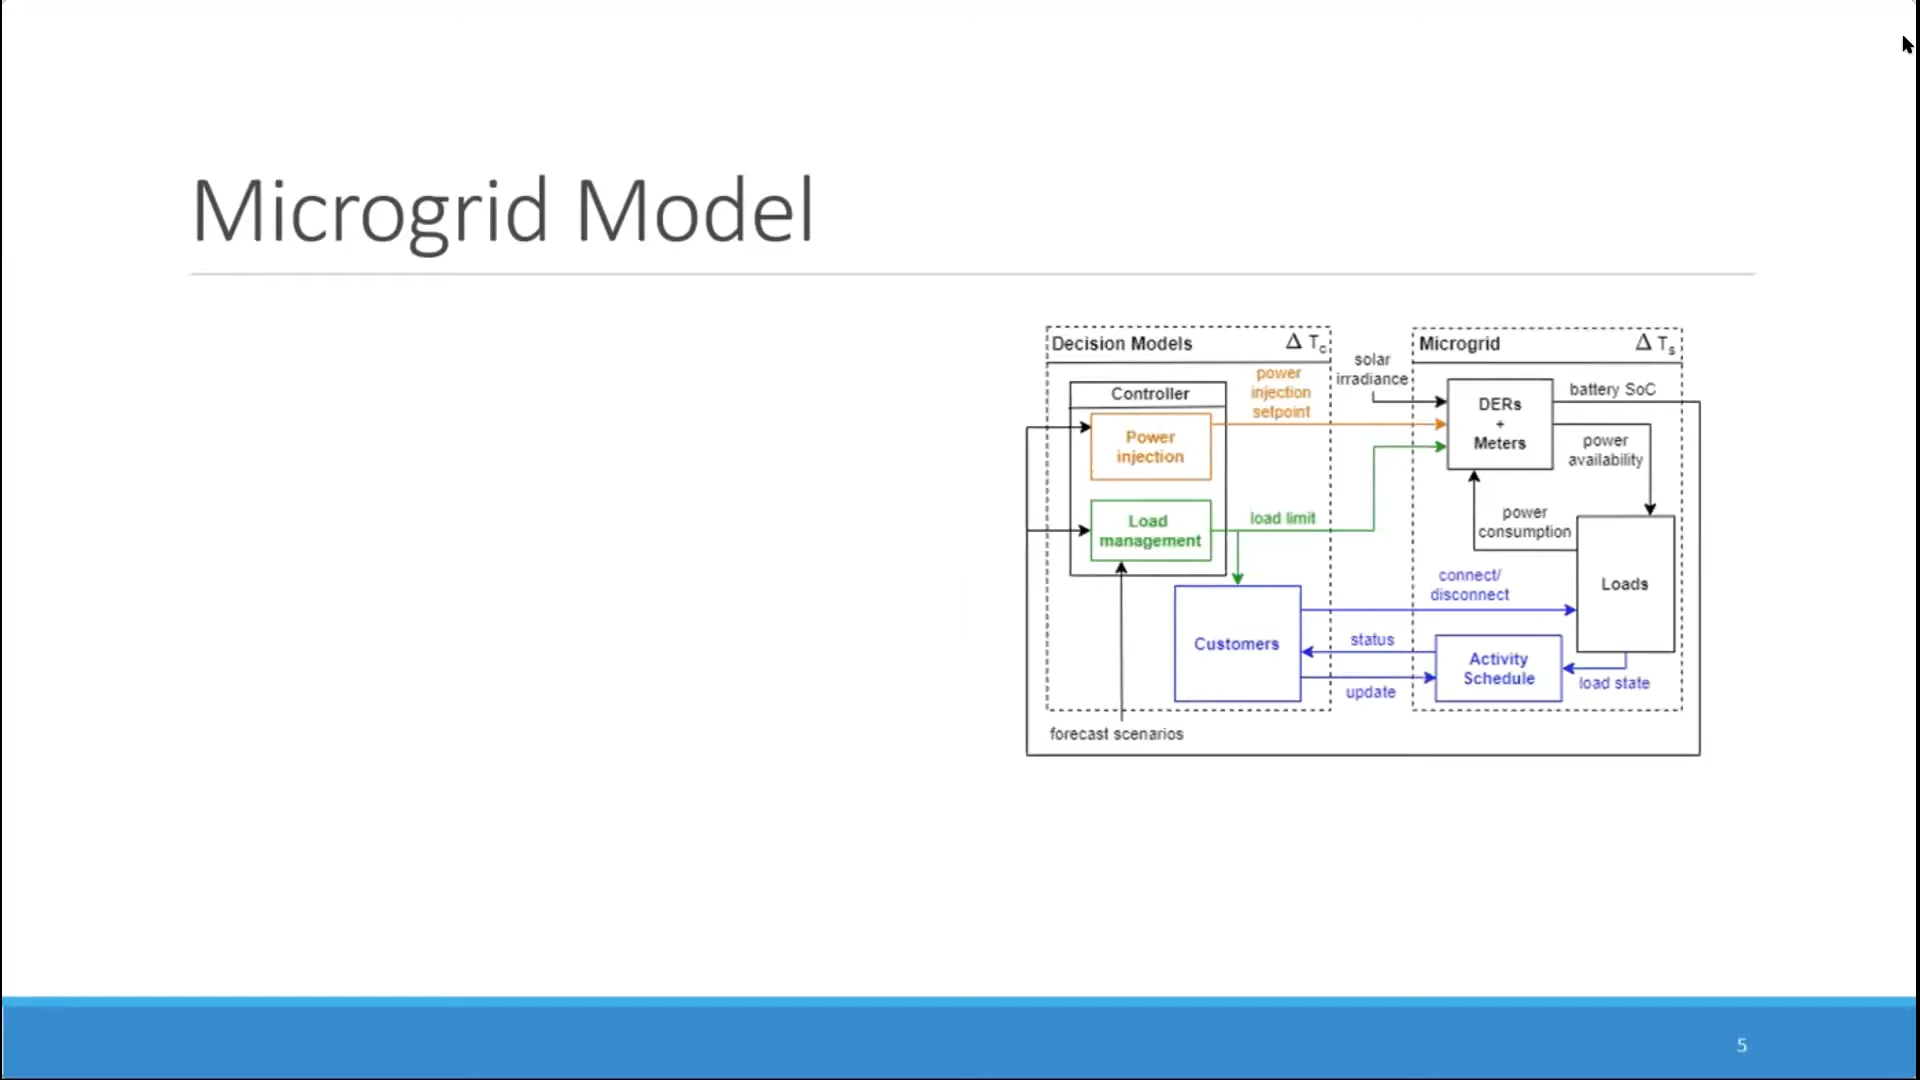 Microgrid Model
Decision Models
Δ Tc
Controller
Power
injection
Load
management
power
injection
setpoint
load limit
Customers
forecast scenarios
solar
irradiance
Microgrid
Δ Ts
DERs
+
Meters
battery SoC
power
availability
power
consumption
Loads
connect/
disconnect
status
update
Activity
Schedule
load state
5